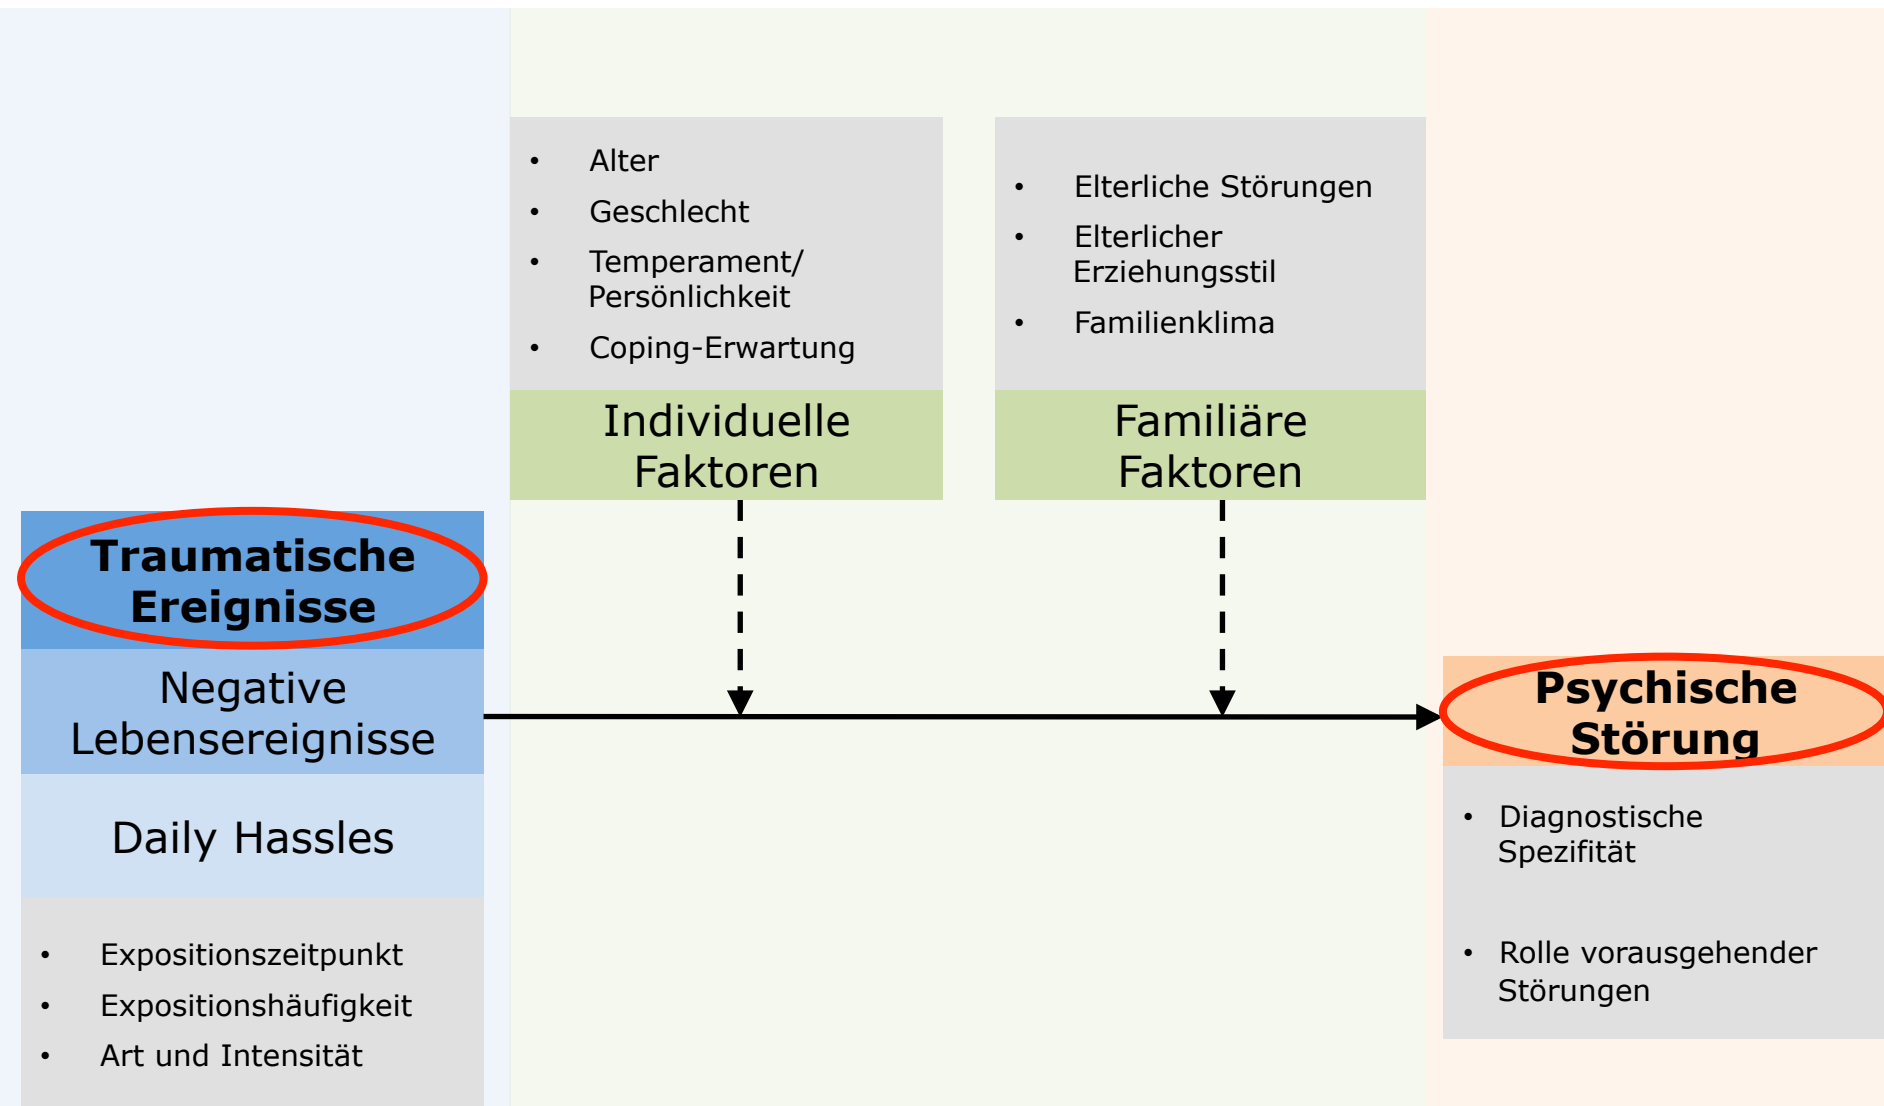 • Alter
• Geschlecht
• Temperament/
Persönlichkeit
• Coping-Erwartung
Individuelle
Faktoren
• Elterliche Störungen
• Elterlicher
Erziehungsstil
• Familienklima
Familiäre
Faktoren
Traumatische
Ereignisse
Negative
Lebensereignisse
Daily Hassles
• Expositionszeitpunkt
• Expositionshäufigkeit
• Art und Intensität
Psychische
Störung
• Diagnostische
Spezifität
• Rolle vorausgehender
Störungen